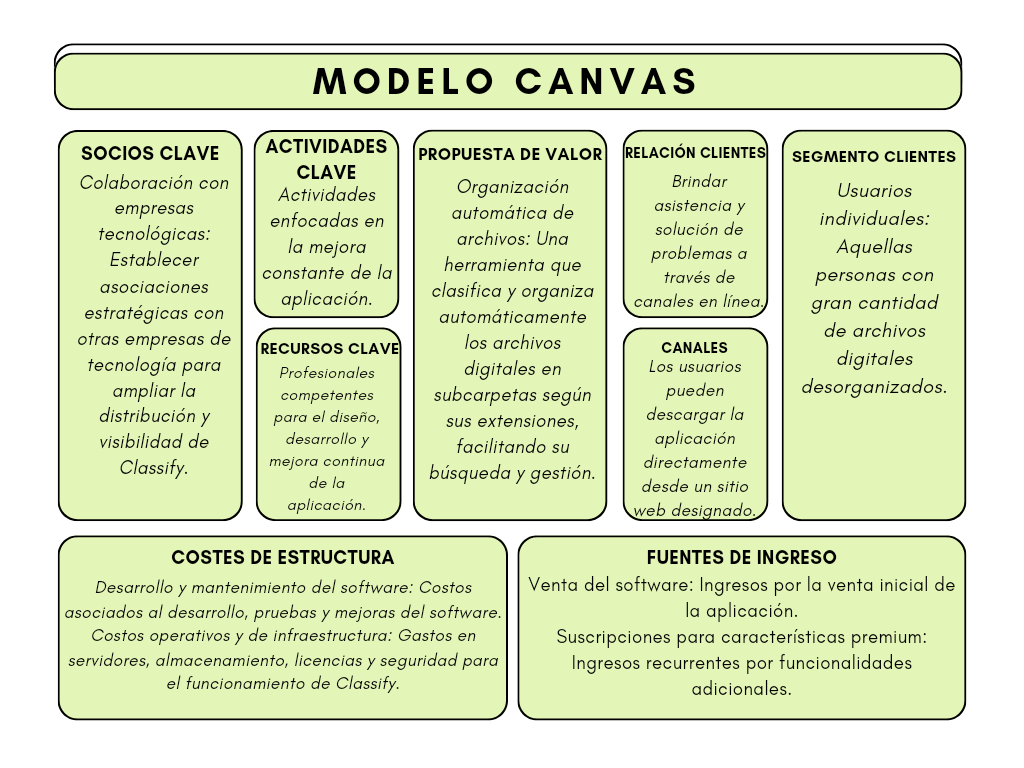 MODELO CANVAS
SOCIOS CLAVE
Colaboración con
empresas
tecnológicas:
Establecer
asociaciones
estratégicas con
otras empresas de
tecnología para
ampliar la
distribución y
visibilidad de
Classify.
ACTIVIDADES
CLAVE
Actividades
enfocadas en
la mejora
constante de la
aplicación.
RECURSOS CLAVE
Profesionales
competentes
para el diseño,
desarrollo y
mejora continua
de la
aplicación.
PROPUESTA DE VALOR
Organización
automática de
archivos: Una
herramienta que
clasifica y organiza
automáticamente
los archivos
digitales en
subcarpetas según
sus extensiones,
facilitando su
búsqueda y gestión.
RELACIÓN CLIENTES
Brindar
asistencia y
solución de
problemas a
través de
canales en línea.
CANALES
Los usuarios
pueden
descargar la
aplicación
directamente
desde un sitio
web designado.
SEGMENTO CLIENTES
Usuarios
individuales:
Aquellas
personas con
gran cantidad
de archivos
digitales
desorganizados.
COSTES DE ESTRUCTURA
Desarrollo y mantenimiento del software: Costos
asociados al desarrollo, pruebas y mejoras del software.
Costos operativos y de infraestructura: Gastos en
servidores, almacenamiento, licencias y seguridad para
el funcionamiento de Classify.
FUENTES DE INGRESO
Venta del software: Ingresos por la venta inicial de
la aplicación.
Suscripciones para características premium:
Ingresos recurrentes por funcionalidades
adicionales.